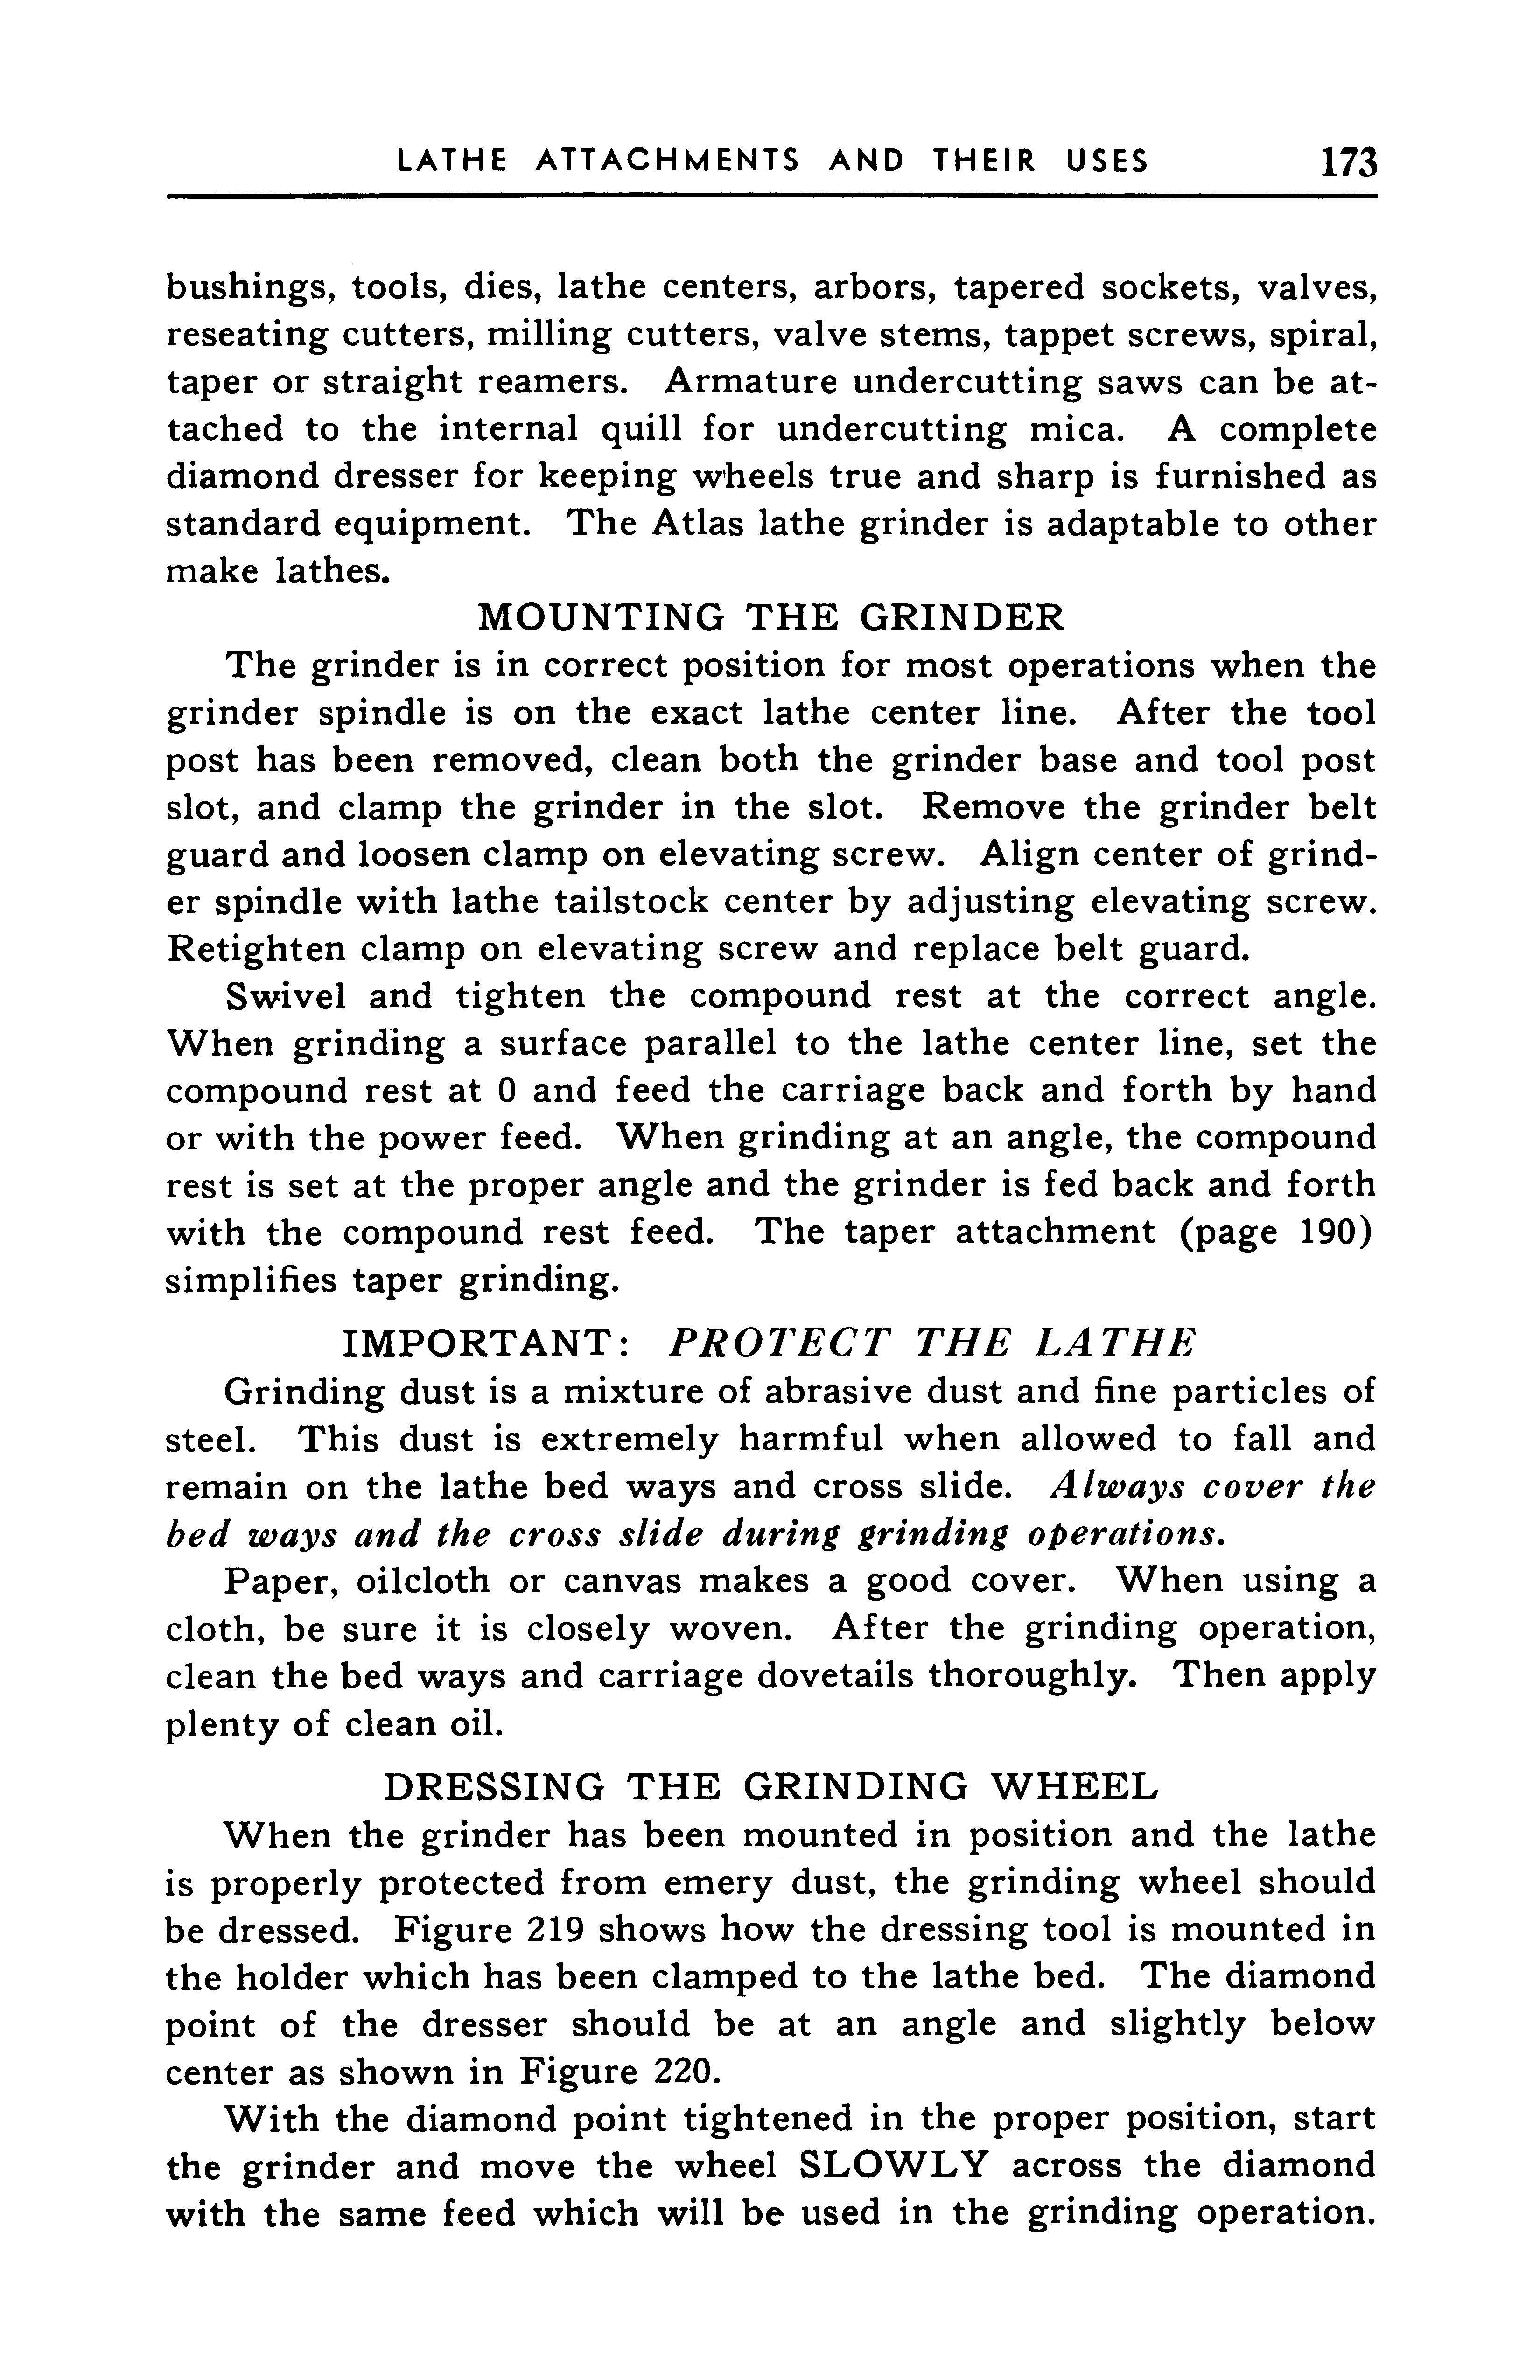 LATHE ATTACHMENTS AND THEIR USES 173
bushings, tools, dies, lathe centers, arbors, tapered sockets, valves,
reseating cutters, milling cutters, valve stems, tappet screws, spiral,
taper or straight reamers. Armature undercutting saws can be at-
tached to the internal quill for undercutting mica. A complete
diamond dresser for keeping wheels true and sharp is furnished as
standard equipment. The Atlas lathe grinder is adaptable to other
make lathes.
MOUNTING THE GRINDER
The grinder is in correct position for most operations when the
grinder spindle is on the exact lathe center line. After the tool
post has been removed, clean both the grinder base and tool post
slot, and clamp the grinder in the slot. Remove the grinder belt
guard and loosen clamp on elevating screw. Align center of grind-
er spindle with lathe tailstock center by adjusting elevating screw.
Retighten clamp on elevating screw and replace belt guard.
Swivel and tighten the compound rest at the correct angle.
When grinding a surface parallel to the lathe center line, set the
compound rest at 0 and feed the carriage back and forth by hand
or with the power feed. When grinding at an angle, the compound
rest is set at the proper angle and the grinder is fed back and forth
with the compound rest feed. The taper attachment (page 190)
simplifies taper grinding.
IMPORTANT: PROTECT THE LATHE
Grinding dust is a mixture of abrasive dust and fine particles of
steel. This dust is extremely harmful when allowed to fall and
remain on the lathe bed ways and cross slide. Always cover the
bed ways and the cross slide during grinding operations.
Paper, oilcloth or canvas makes a good cover. When using a
cloth, be sure it is closely woven. After the grinding operation,
clean the bed ways and carriage dovetails thoroughly. Then apply
plenty of clean oil.
DRESSING THE GRINDING WHEEL
When the grinder has been mounted in position and the lathe
is properly protected from emery dust, the grinding wheel should
be dressed. Figure 219 shows how the dressing tool is mounted in
the holder which has been clamped to the lathe bed. The diamond
point of the dresser should be at an angle and slightly below
center as shown in Figure 220.
With the diamond point tightened in the proper position, start
the grinder and move the wheel SLOWLY across the diamond
with the same feed which will be used in the grinding operation.